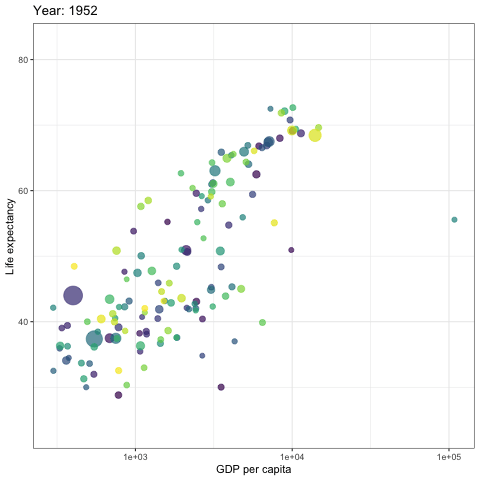 Year: 1952
Life expectancy
80
60
40
1e+03 1e+04 1e+05
GDP per capita